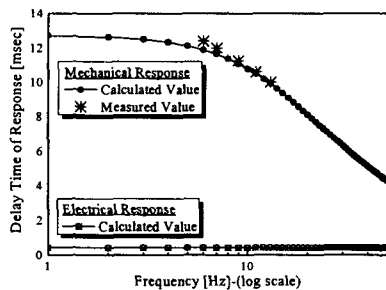 Delay Time of Response [msec]
14
12
10
8
6
4
2
0
Mechanical Response
Calculated Value
Measured Value
Electrical Response
Calculated Value
1
10
Frequency [Hz]-(log scale)